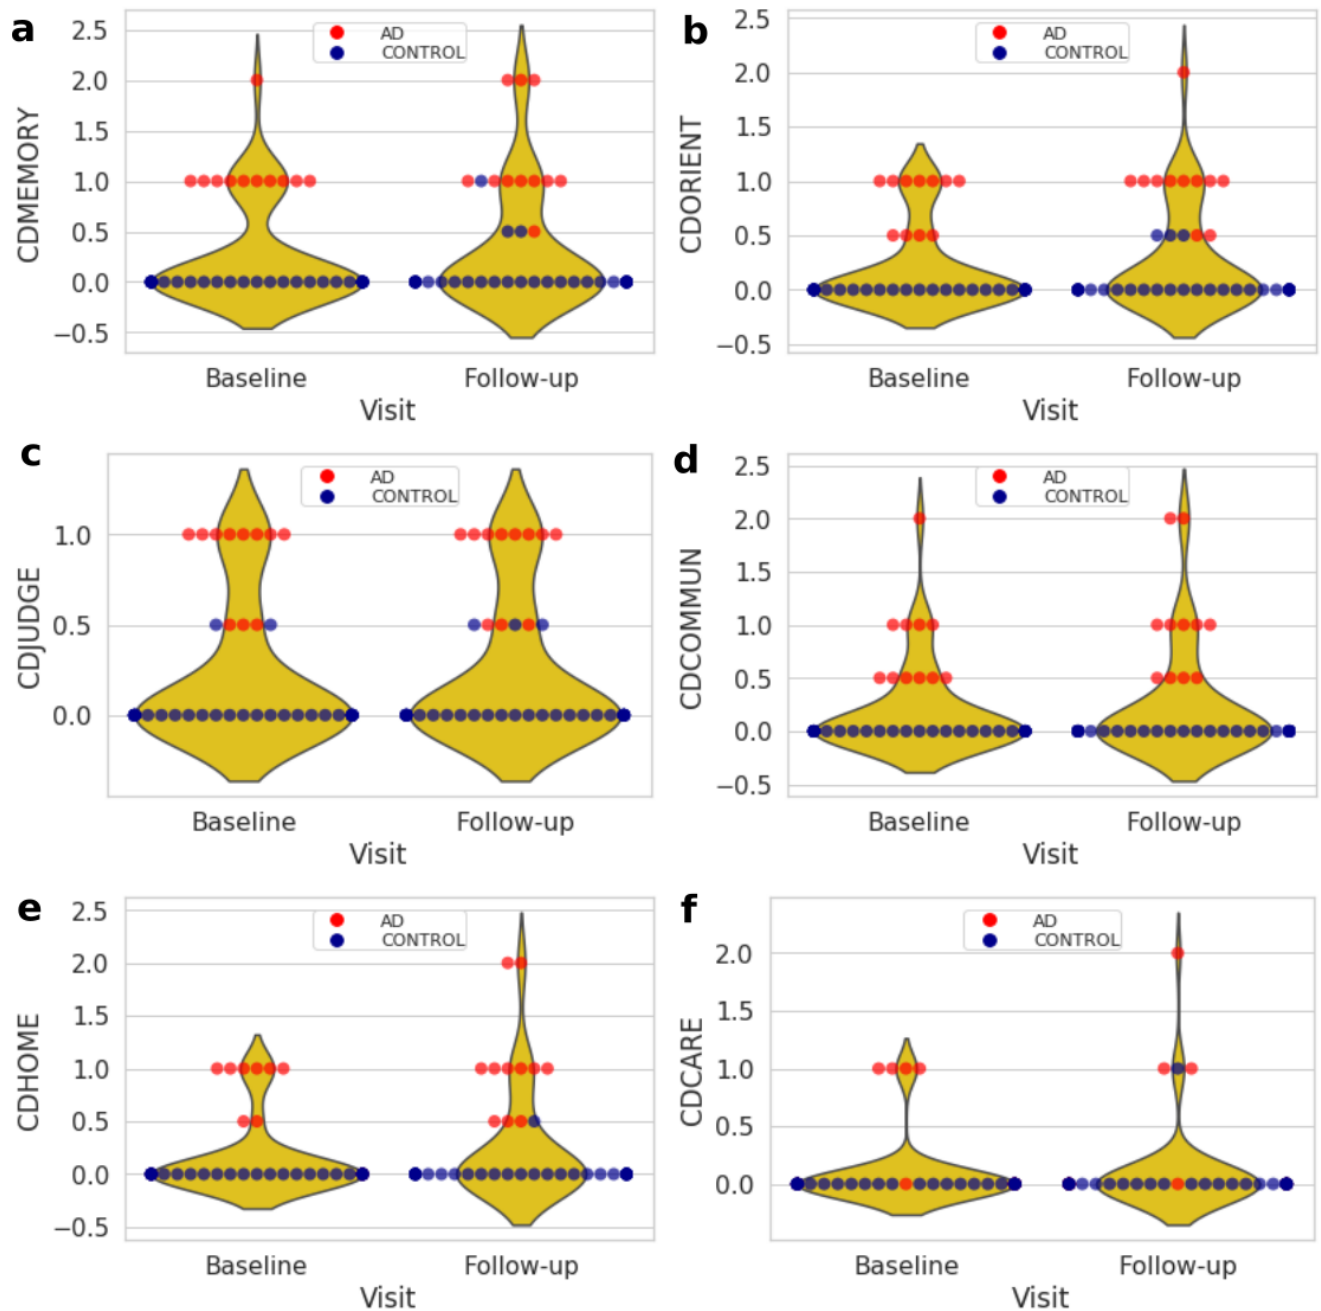 a
2.5
2.0
1.5
1.0
0.5
0.0
−0.5
CDMEMORY
AD
CONTROL
Baseline
Follow-up
Visit
b
2.5
2.0
1.5
1.0
0.5
0.0
−0.5
CDORIENT
AD
CONTROL
Baseline
Follow-up
Visit
c
1.0
0.5
0.0
CDJUDGE
AD
CONTROL
Baseline
Follow-up
Visit
d
2.5
2.0
1.5
1.0
0.5
0.0
−0.5
CDCOMMUN
AD
CONTROL
Baseline
Follow-up
Visit
e
2.5
2.0
1.5
1.0
0.5
0.0
−0.5
CDHOME
AD
CONTROL
Baseline
Follow-up
Visit
f
2.0
1.5
1.0
0.5
0.0
CDCARE
AD
CONTROL
Baseline
Follow-up
Visit